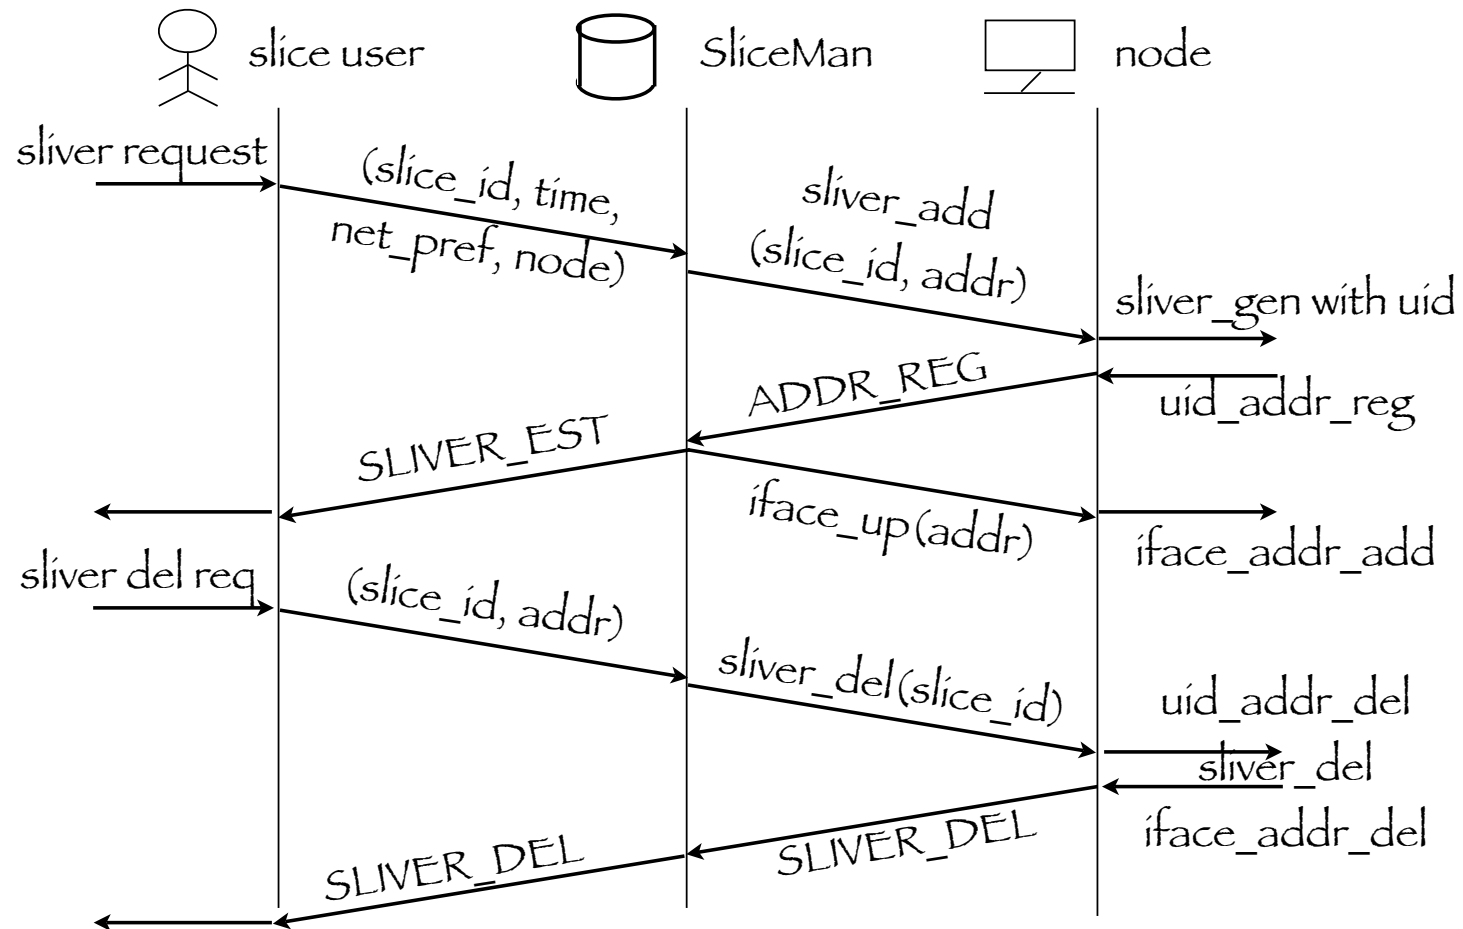 slice user
SliceMan
node
sliver request
(slice_id, time,
net_pref, node)
sliver_add
(slice_id, addr)
sliver_gen with uid
ADDR_REG
uid_addr_reg
SLIVER_EST
iface_up(addr)
iface_addr_add
sliver del req
(slice_id, addr)
sliver_del(slice_id)
uid_addr_del
sliver_del
iface_addr_del
SLIVER_DEL
SLIVER_DEL